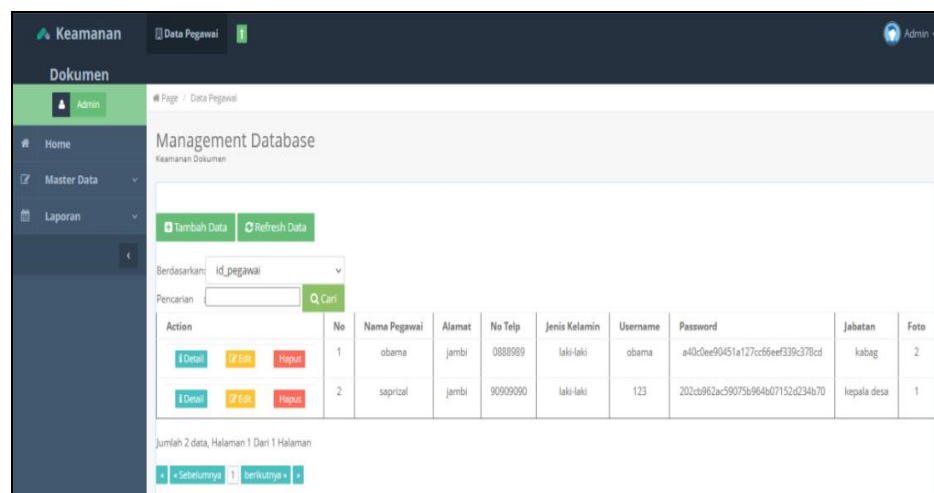 Keamanan Dokumen
Data Pegawai
Admin
Admin
Page / Data Pegawai
Home
Master Data
Laporan
Management Database
Keamanan Dokumen
Tambah Data Refresh Data
Berdasarkan: id_pegawai
Pencarian : Cari
Action No Nama Pegawai Alamat No Telp Jenis Kelamin Username Password Jabatan Foto
Detail Edit Hapus 1 obama jambi 0888989 laki-laki obama a40c0ee90451a127cc66eef339c378cd kabag 2
Detail Edit Hapus 2 saprizal jambi 90909090 laki-laki 123 202cb962ac59075b964b07152d234b70 kepala desa 1
Jumlah 2 data, Halaman 1 Dari 1 Halaman
« « Sebelumnya 1 berikutnya » »